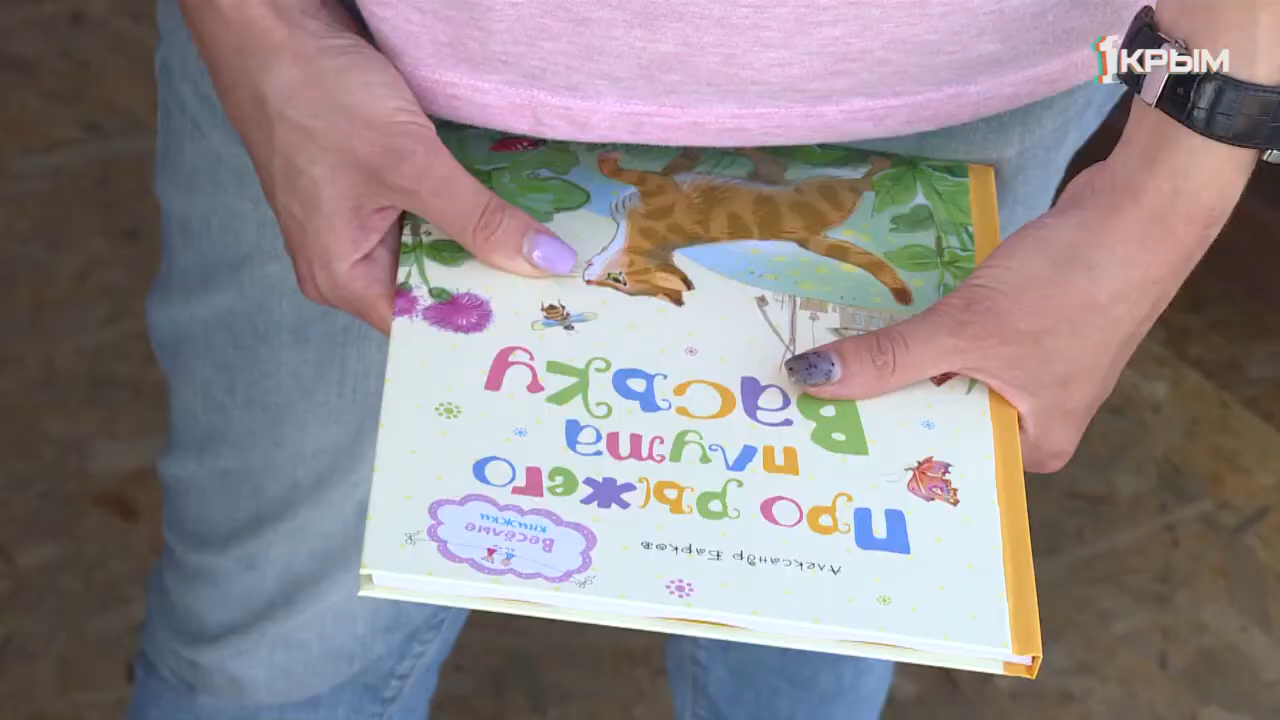 1КРЫМ
Александр Барков
Про рыжего
плута
Ваську
Весёлые
книжки